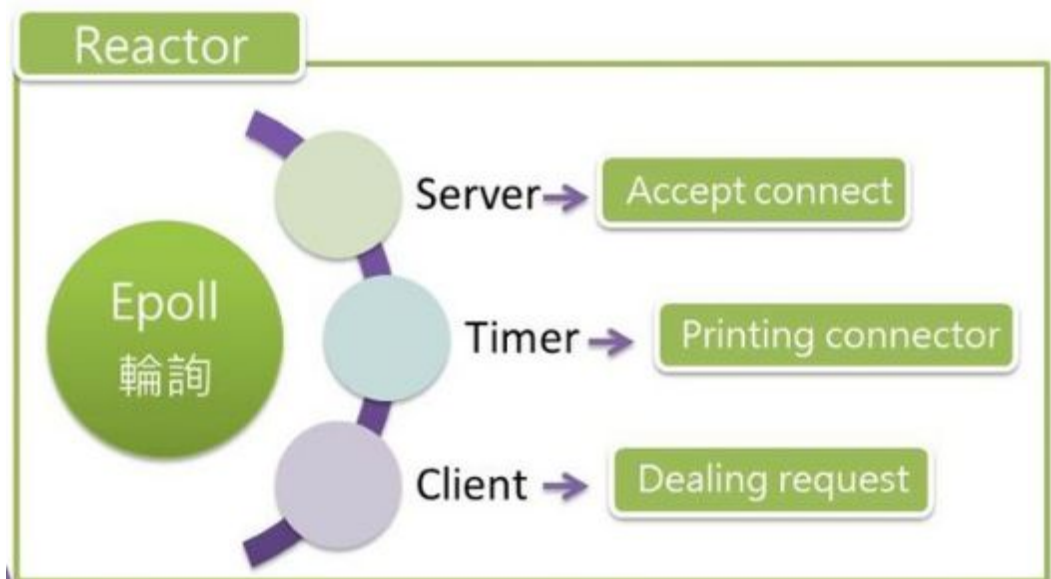 Reactor
Server
Accept connect
Epoll
輪詢
Timer
Printing connector
Client
Dealing request